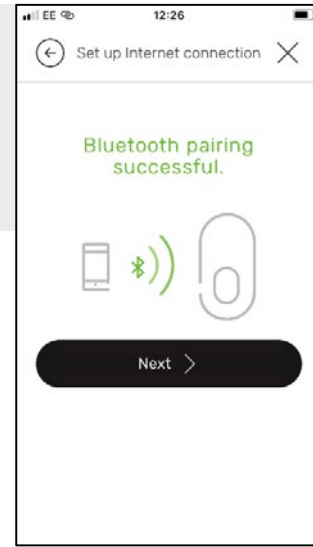 EE 12:26
Set up Internet connection
Bluetooth pairing
successful.
Next